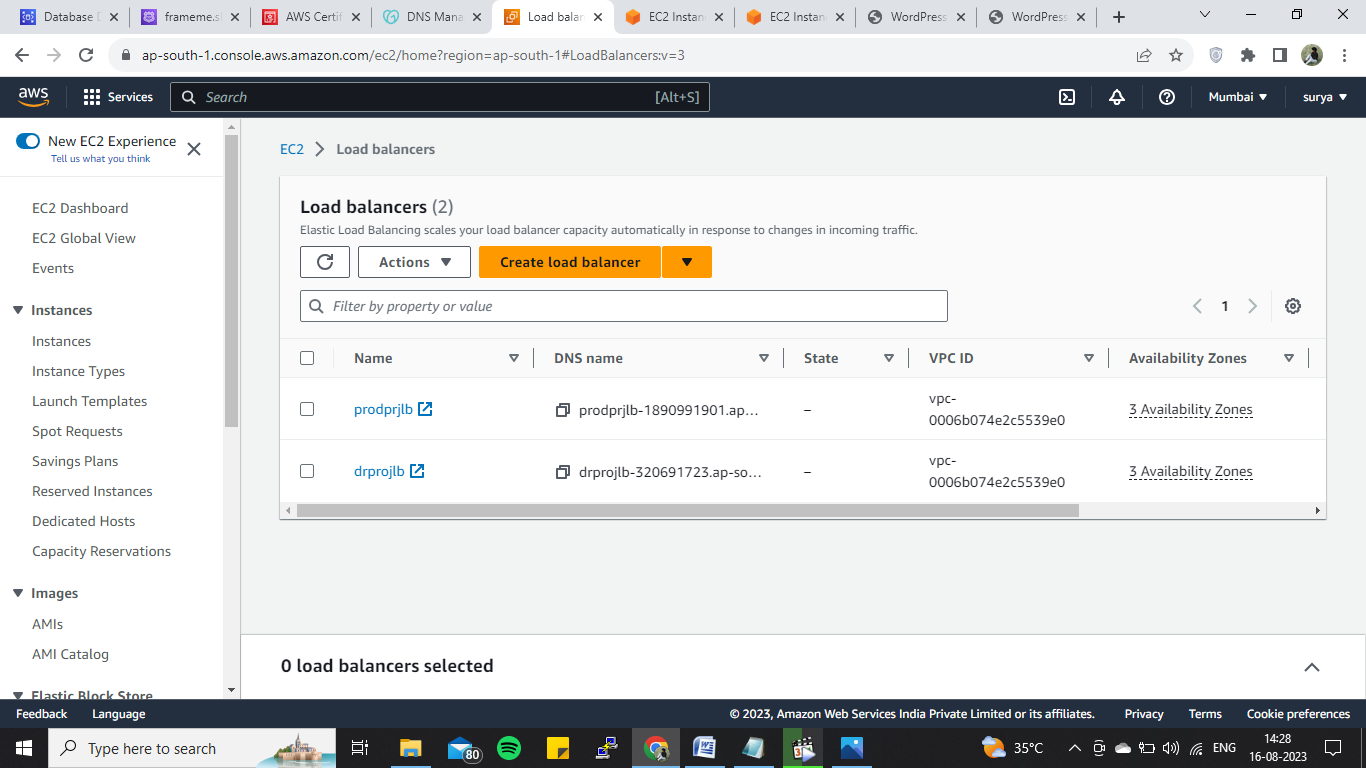 Database
frameme.s
AWS Certif
DNS Mana
Load balan
EC2 Instan
EC2 Instan
WordPress
WordPress
ap-south-1.console.aws.amazon.com/ec2/home?region=ap-south-1#LoadBalancers:v=3
aws
Services
Search
[Alt+S]
Mumbai
surya
New EC2 Experience
Tell us what you think
EC2 Dashboard
EC2 Global View
Events
Instances
Instances
Instance Types
Launch Templates
Spot Requests
Savings Plans
Reserved Instances
Dedicated Hosts
Capacity Reservations
Images
AMIs
AMI Catalog
Elastic Block Store
EC2
Load balancers
Load balancers (2)
Elastic Load Balancing scales your load balancer capacity automatically in response to changes in incoming traffic.
Actions
Create load balancer
Filter by property or value
1
Name DNS name State VPC ID Availability Zones
prodprjlb prodprjlb-1890991901.ap... – vpc-
0006b074e2c5539e0 3 Availability Zones
drprojlb drprojlb-320691723.ap-so... – vpc-
0006b074e2c5539e0 3 Availability Zones
0 load balancers selected
Feedback
Language
© 2023, Amazon Web Services India Private Limited or its affiliates.
Privacy
Terms
Cookie preferences
Type here to search
80
35°C
ENG
14:28
16-08-2023